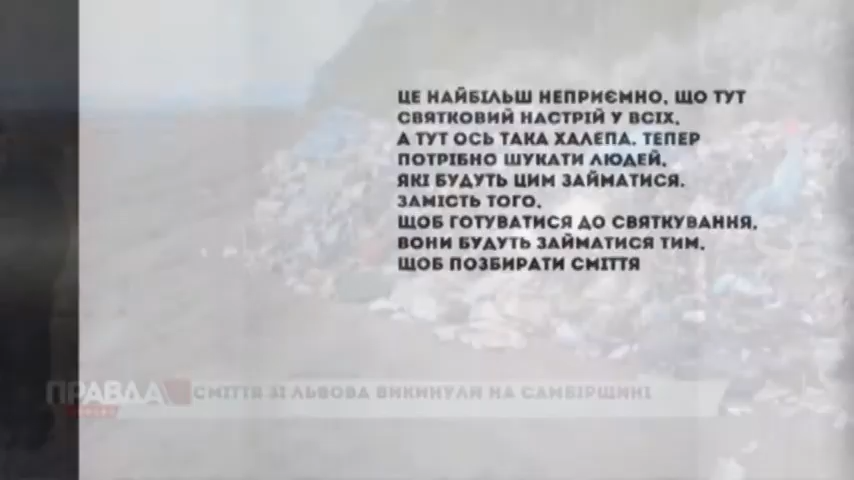 ЦЕ НАЙБІЛЬШ НЕПРИЄМНО, ЩО ТУТ
СВЯТКОВИЙ НАСТРІЙ У ВСІХ,
А ТУТ ОСЬ ТАКА ХАЛЕПА. ТЕПЕР
ПОТРІБНО ШУКАТИ ЛЮДЕЙ,
ЯКІ БУДУТЬ ЦИМ ЗАЙМАТИСЯ.
ЗАМІСТЬ ТОГО,
ЩОБ ГОТУВАТИСЯ ДО СВЯТКУВАННЯ,
ВОНИ БУДУТЬ ЗАЙМАТИСЯ ТИМ,
ЩОБ ПОЗБИРАТИ СМІТТЯ
ПРАВДА
СМІТТЯ ЗІ ЛЬВОВА ВИКИНУЛИ НА САМБІРЩИНІ